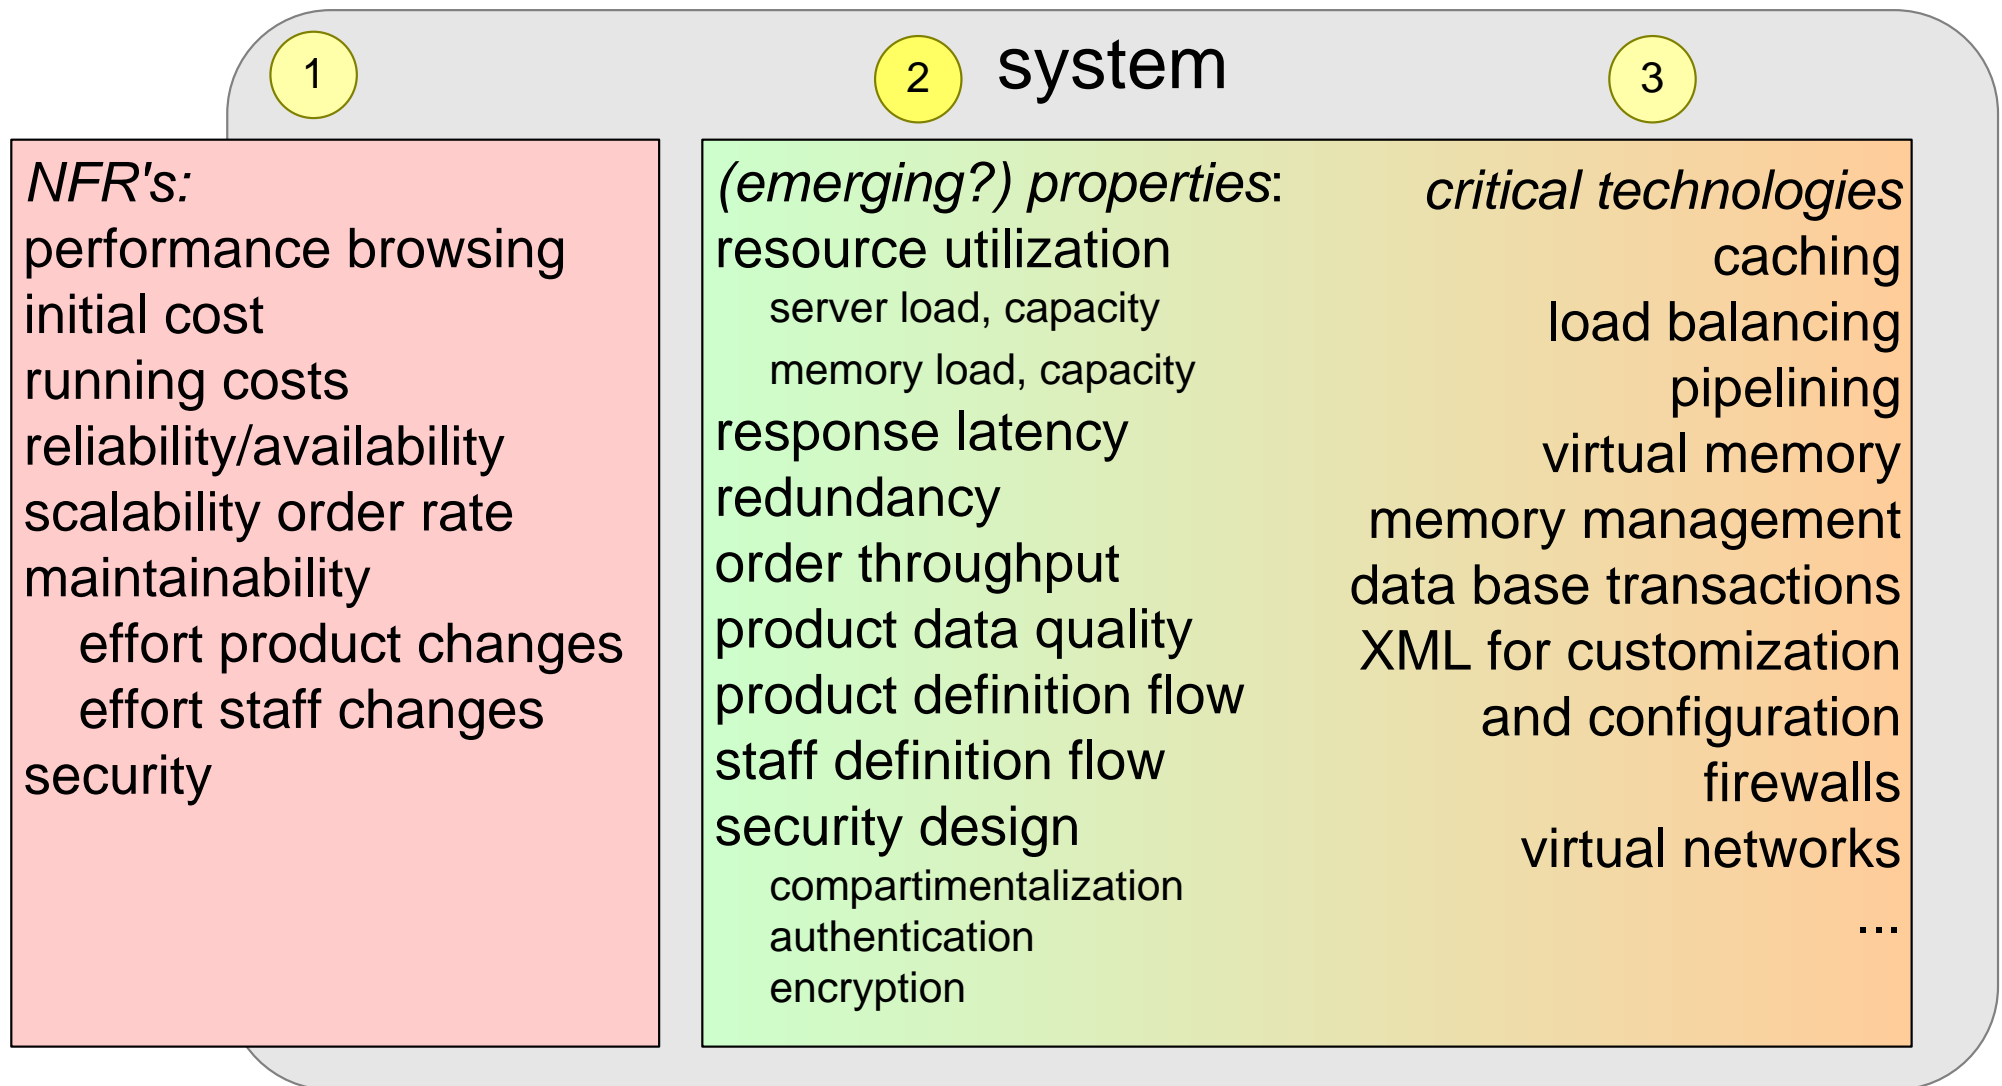 system
1
2
3
NFR's:
performance browsing
initial cost
running costs
reliability/availability
scalability order rate
maintainability
effort product changes
effort staff changes
security
(emerging?) properties:
resource utilization
server load, capacity
memory load, capacity
response latency
redundancy
order throughput
product data quality
product definition flow
staff definition flow
security design
compartimentalization
authentication
encryption
critical technologies
caching
load balancing
pipelining
virtual memory
memory management
data base transactions
XML for customization
and configuration
firewalls
virtual networks
...